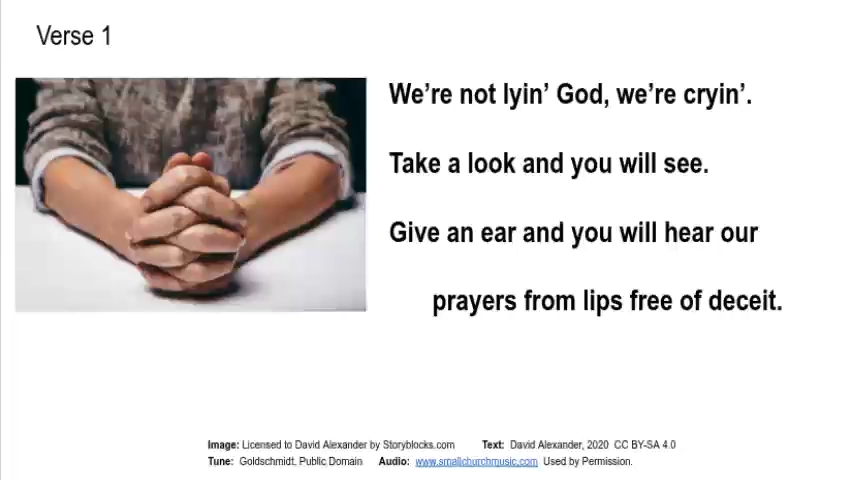 Verse 1
We're not lyin' God, we're cryin'.
Take a look and you will see.
Give an ear and you will hear our
prayers from lips free of deceit.
Image: Licensed to David Alexander by Storyblocks.com Text: David Alexander, 2020 CC BY-SA 4.0
Tune: Goldschmidt, Public Domain Audio: www.smallchurchmusic.com Used by Permission.